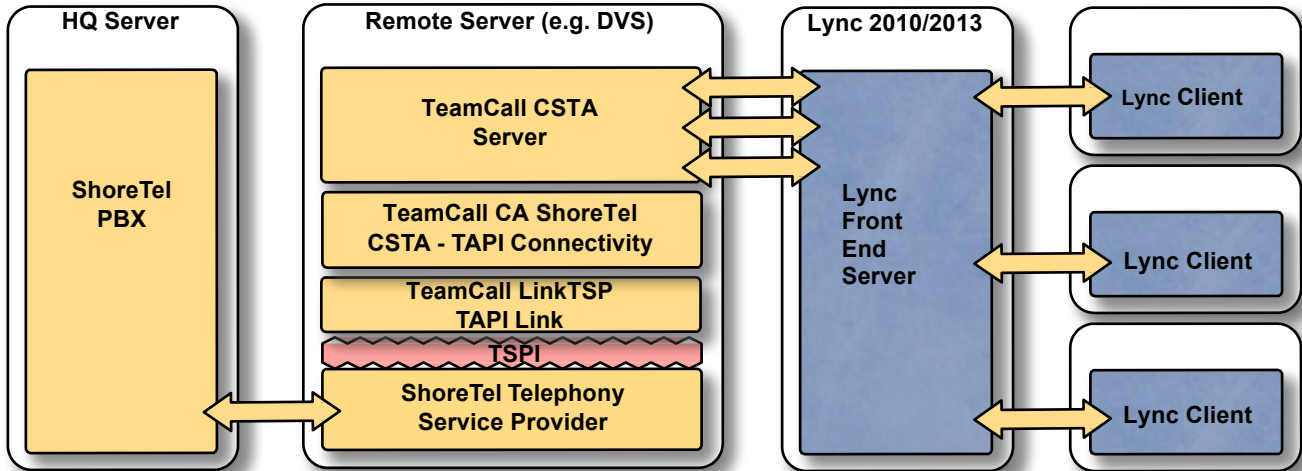 HQ Server
ShoreTel
PBX
Remote Server (e.g. DVS)
TeamCall CSTA
Server
TeamCall CA ShoreTel
CSTA - TAPI Connectivity
TeamCall LinkTSP
TAPI Link
TSPI
ShoreTel Telephony
Service Provider
Lync 2010/2013
Lync
Front
End
Server
Lync Client
Lync Client
Lync Client